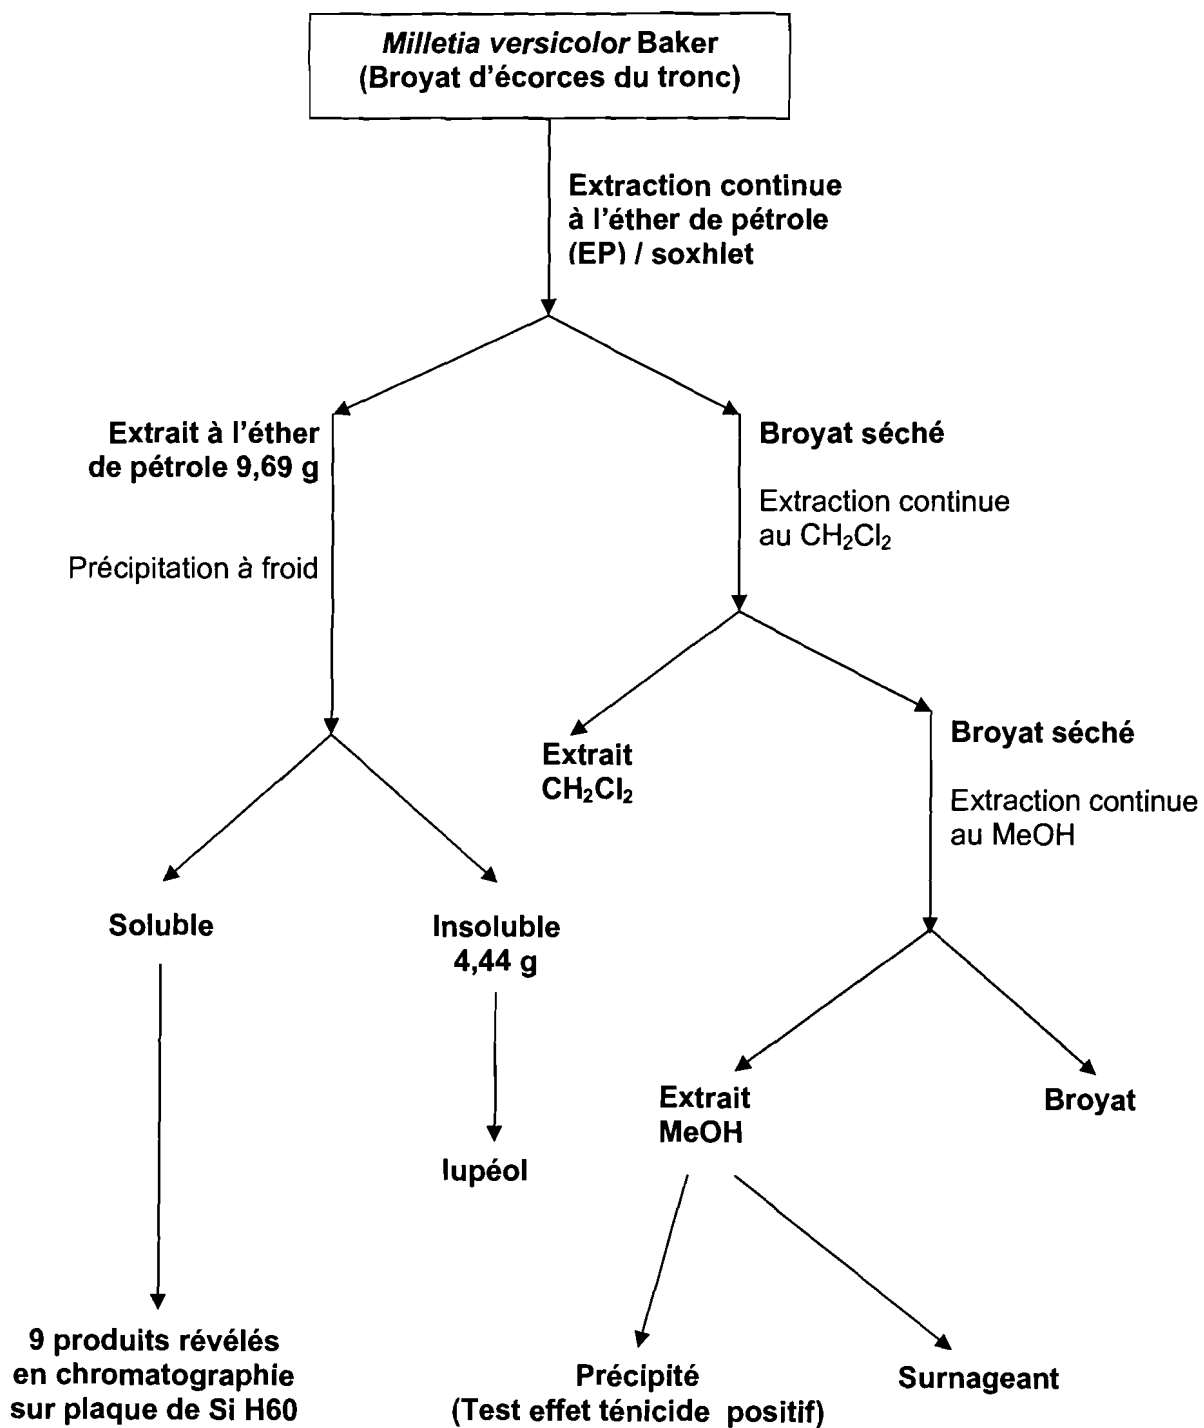 Milletia versicolor Baker
(Broyat d'écorces du tronc)
Extraction continue
à l'éther de pétrole
(EP) / soxhlet
Extrait à l'éther
de pétrole 9,69 g
Broyat séché
Extraction continue
au CH₂Cl₂
Précipitation à froid
Extrait
CH₂Cl₂
Broyat séché
Extraction continue
au MeOH
Soluble
Insoluble
4,44 g
Extrait
MeOH
Broyat
lupéol
9 produits révélés
en chromatographie
sur plaque de Si H60
Précipité
(Test effet ténicide positif)
Surnageant